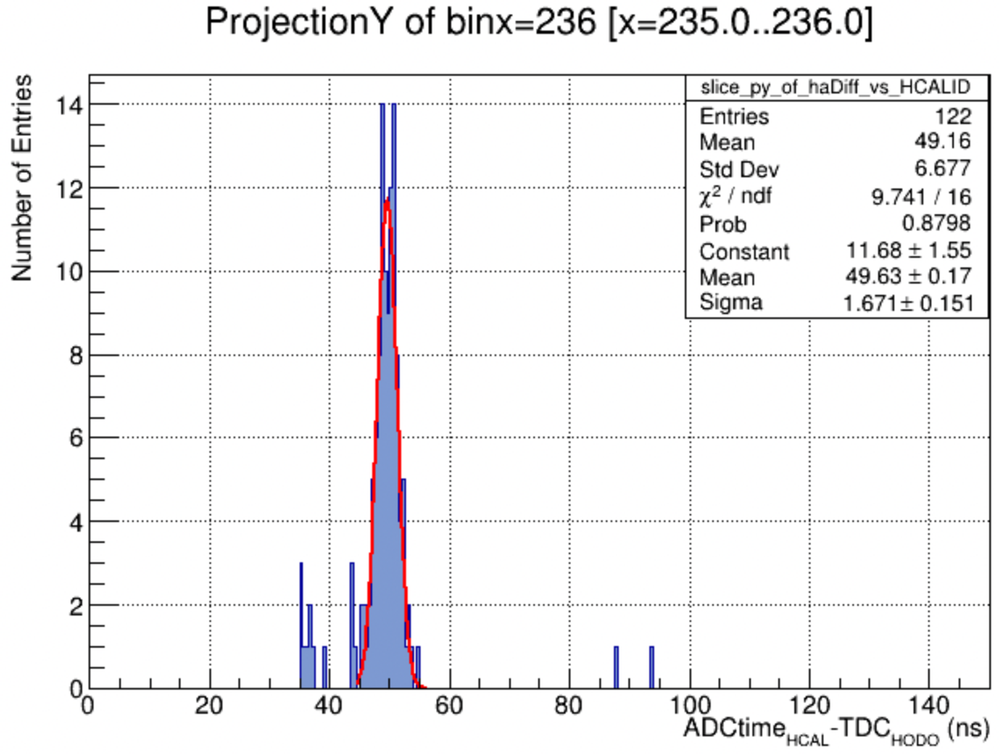 ProjectionY of binx=236 [x=235.0..236.0]
Number of Entries
slice_py_of_haDiff_vs_HCALID
Entries 122
Mean 49.16
Std Dev 6.677
χ² / ndf 9.741 / 16
Prob 0.8798
Constant 11.68 ± 1.55
Mean 49.63 ± 0.17
Sigma 1.671± 0.151
14
12
10
8
6
4
2
0
0 20 40 60 80 100 120 140
ADCtime_HCAL-TDC_HODO (ns)